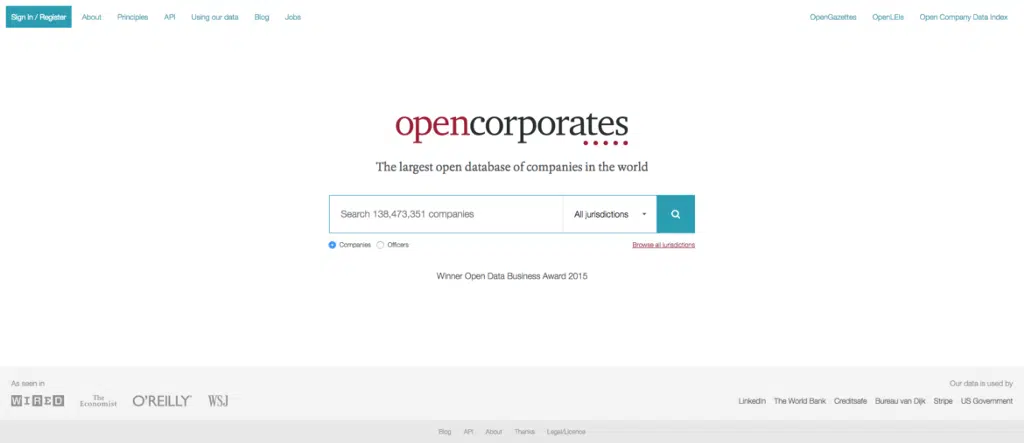 Sign In / Register About Principles API Using our data Blog Jobs OpenGazettes OpenLEIs Open Company Data Index
opencorporates
The largest open database of companies in the world
Search 138,473,351 companies All jurisdictions
Companies Officers Browse all jurisdictions
Winner Open Data Business Award 2015
As seen in Our data is used by
WIRED The Economist O'REILLY WSJ LinkedIn The World Bank Creditsafe Bureau van Dijk Stripe US Government
Blog API About Thanks Legal/Licence